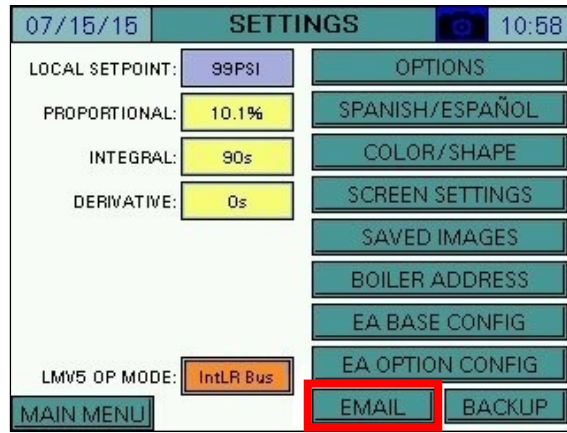 07/15/15 SETTINGS 10:58
LOCAL SETPOINT: 99PSI OPTIONS
PROPORTIONAL: 10.1% SPANISH/ESPAÑOL
INTEGRAL: 90s COLOR/SHAPE
DERIVATIVE: 0s SCREEN SETTINGS
SAVED IMAGES
BOILER ADDRESS
EA BASE CONFIG
LMV5 OP MODE: IntLR Bus EA OPTION CONFIG
MAIN MENU EMAIL BACKUP